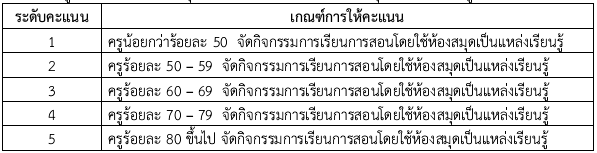 ระดับคะแนน เกณฑ์การให้คะแนน
1 ครูน้อยกว่าร้อยละ 50 จัดกิจกรรมการเรียนการสอนโดยใช้ห้องสมุดเป็นแหล่งเรียนรู้
2 ครูร้อยละ 50 – 59 จัดกิจกรรมการเรียนการสอนโดยใช้ห้องสมุดเป็นแหล่งเรียนรู้
3 ครูร้อยละ 60 – 69 จัดกิจกรรมการเรียนการสอนโดยใช้ห้องสมุดเป็นแหล่งเรียนรู้
4 ครูร้อยละ 70 – 79 จัดกิจกรรมการเรียนการสอนโดยใช้ห้องสมุดเป็นแหล่งเรียนรู้
5 ครูร้อยละ 80 ขึ้นไป จัดกิจกรรมการเรียนการสอนโดยใช้ห้องสมุดเป็นแหล่งเรียนรู้